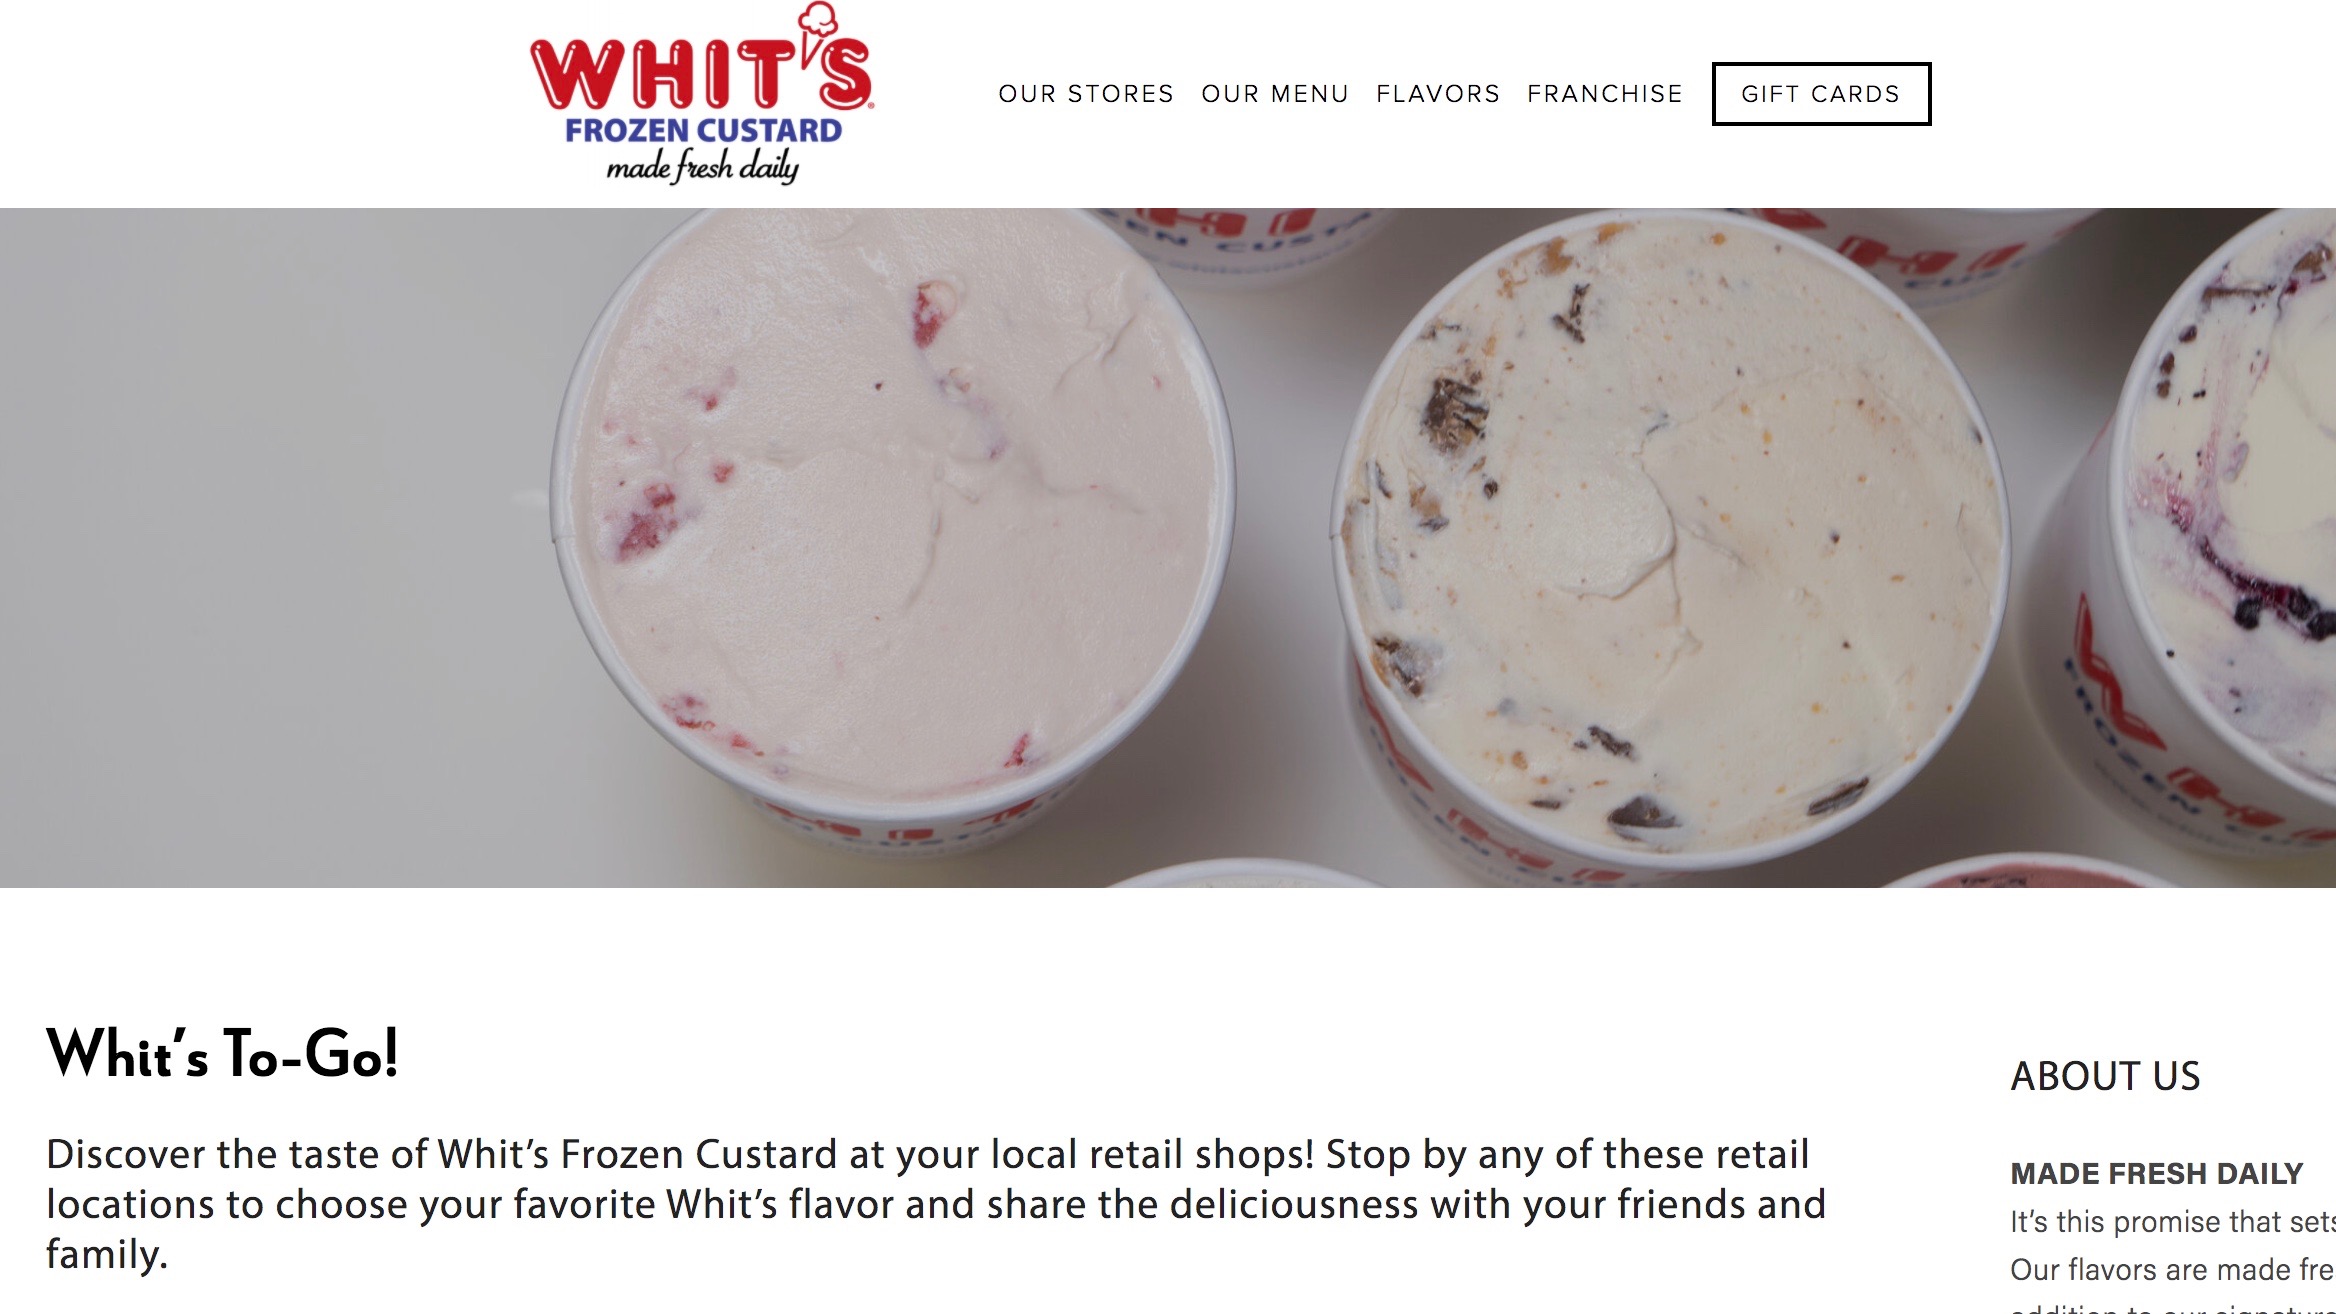 WHIT'S
FROZEN CUSTARD
made fresh daily
OUR STORES OUR MENU FLAVORS FRANCHISE GIFT CARDS
Whit's To-Go!
Discover the taste of Whit's Frozen Custard at your local retail shops! Stop by any of these retail
locations to choose your favorite Whit's flavor and share the deliciousness with your friends and
family.
ABOUT US
MADE FRESH DAILY
It's this promise that sets
Our flavors are made fre